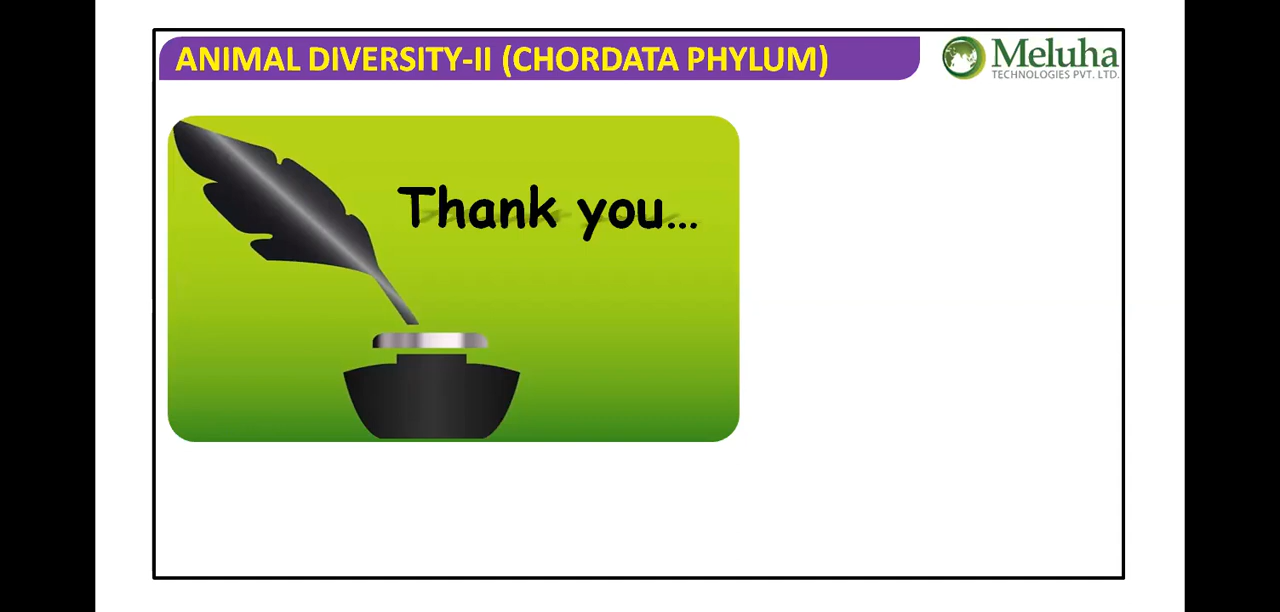 ANIMAL DIVERSITY-II (CHORDATA PHYLUM)
Meluha
TECHNOLOGIES PVT. LTD.
Thank you...